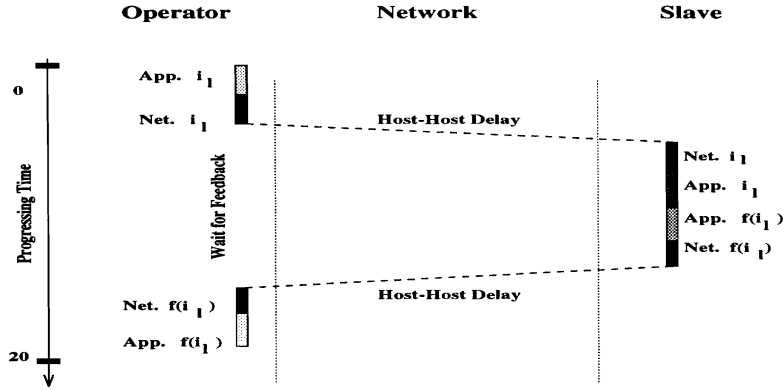 Operator Network Slave
0
App. i₁
Net. i₁
Host-Host Delay
Net. i₁
App. i₁
App. f(i₁)
Net. f(i₁)
Progressing Time
Wait for Feedback
Host-Host Delay
Net. f(i₁)
App. f(i₁)
20